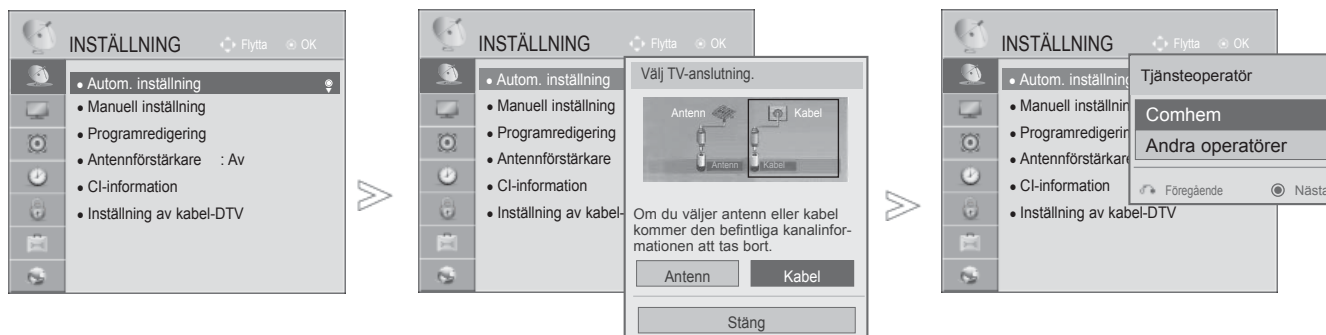 INSTÄLLNING
Flytta OK
• Autom. inställning
• Manuell inställning
• Programredigering
• Antennförstärkare : Av
• CI-information
• Inställning av kabel-DTV
INSTÄLLNING
Flytta OK
• Autom. inställning
• Manuell inställning
• Programredigering
• Antennförstärkare
• CI-information
• Inställning av kabel-
Välj TV-anslutning.
Antenn Kabel
Antenn Kabel
Om du väljer antenn eller kabel
kommer den befintliga kanalinfor-
mationen att tas bort.
Antenn Kabel
Stäng
INSTÄLLNING
Flytta OK
• Autom. inställning
• Manuell inställnin
• Programredigerin
• Antennförstärkare
• CI-information
• Inställning av kabel-DTV
Tjänsteoperatör
Comhem
Andra operatörer
Föregående Nästa